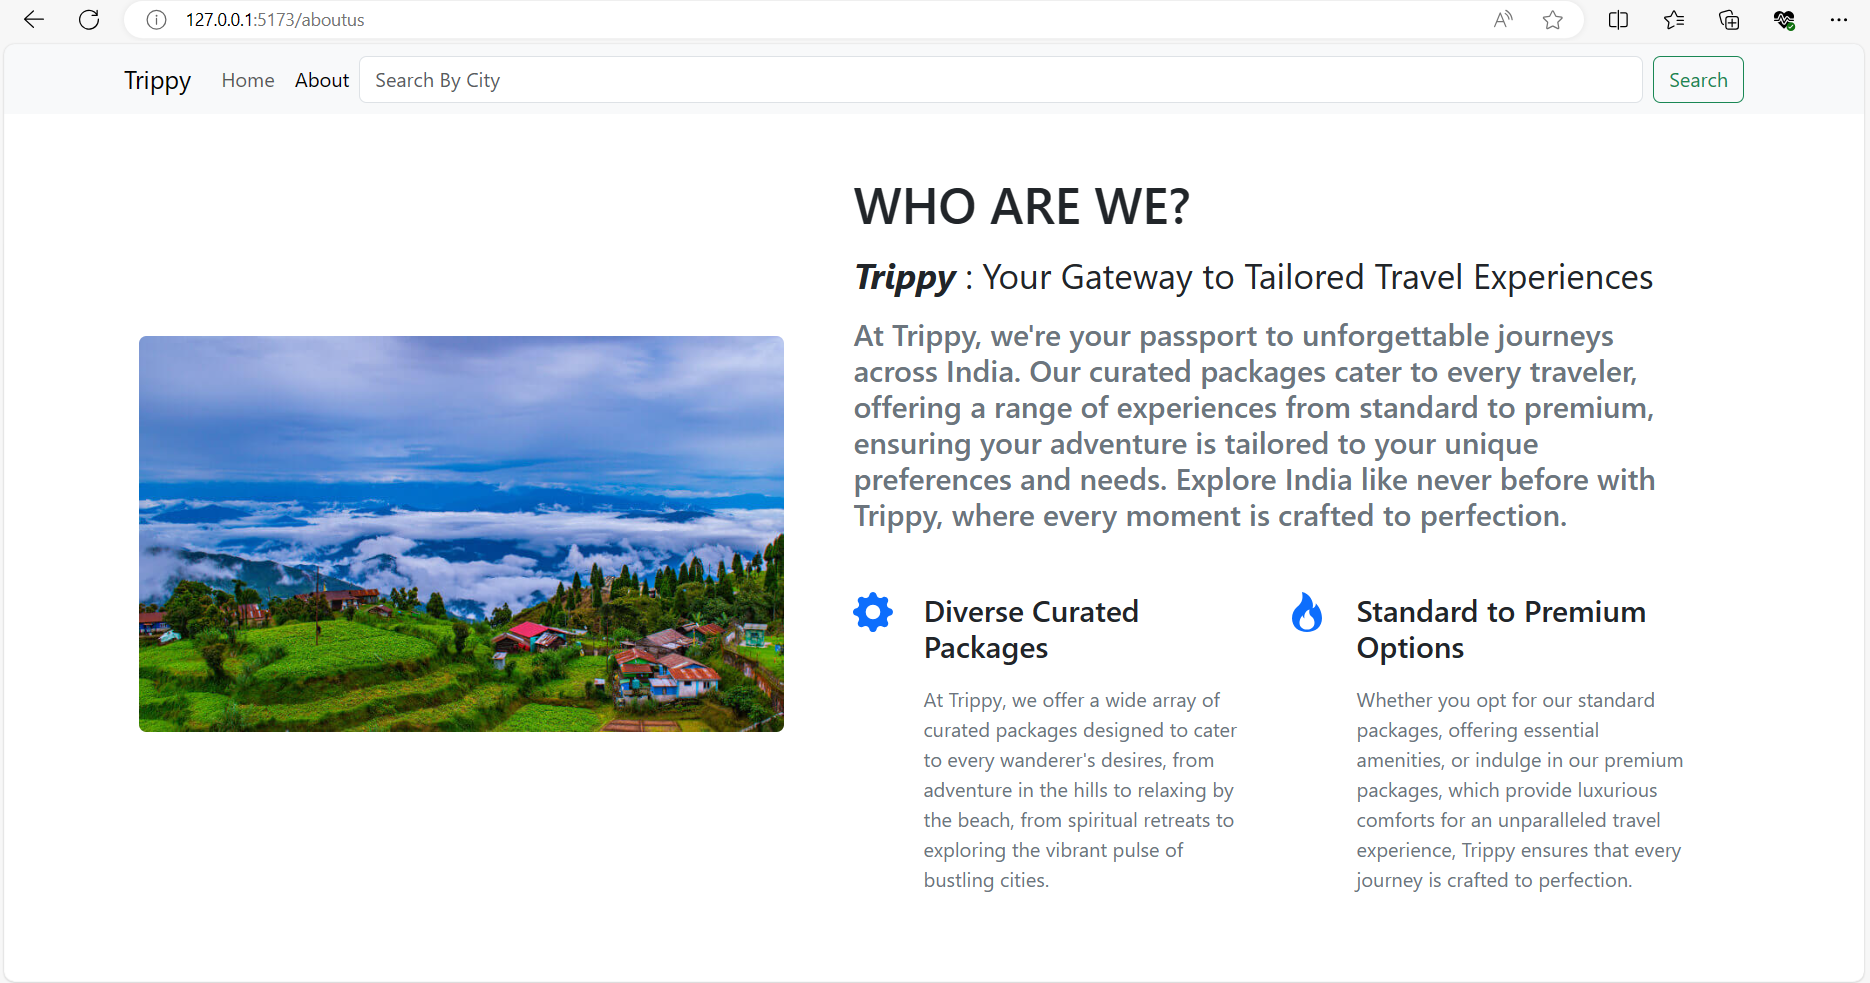 127.0.0.1:5173/aboutus
Trippy Home About Search By City Search
WHO ARE WE?
Trippy : Your Gateway to Tailored Travel Experiences
At Trippy, we're your passport to unforgettable journeys
across India. Our curated packages cater to every traveler,
offering a range of experiences from standard to premium,
ensuring your adventure is tailored to your unique
preferences and needs. Explore India like never before with
Trippy, where every moment is crafted to perfection.
Diverse Curated
Packages
At Trippy, we offer a wide array of
curated packages designed to cater
to every wanderer's desires, from
adventure in the hills to relaxing by
the beach, from spiritual retreats to
exploring the vibrant pulse of
bustling cities.
Standard to Premium
Options
Whether you opt for our standard
packages, offering essential
amenities, or indulge in our premium
packages, which provide luxurious
comforts for an unparalleled travel
experience, Trippy ensures that every
journey is crafted to perfection.